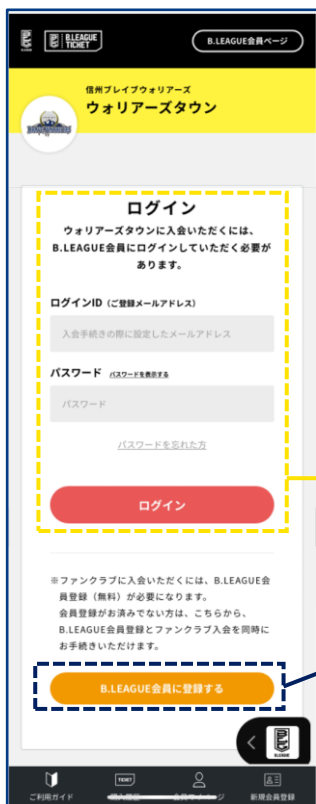 B.LEAGUE
TICKET
B.LEAGUE会員ページ
信州ブレイブウォリアーズ
ウォリアーズタウン
ログイン
ウォリアーズタウンに入会いただくには、
B.LEAGUE会員にログインしていただく必要が
あります。
ログインID（ご登録メールアドレス）
入会手続きの際に設定したメールアドレス
パスワード パスワードを表示する
パスワード
パスワードを忘れた方
ログイン
※ファンクラブに入会いただくには、B.LEAGUE会
員登録（無料）が必要になります。
会員登録がお済みでない方は、こちらから、
B.LEAGUE会員登録とファンクラブ入会を同時に
お手続きいただけます。
B.LEAGUE会員に登録する
TICKET
ご利用ガイド
新規会員登録